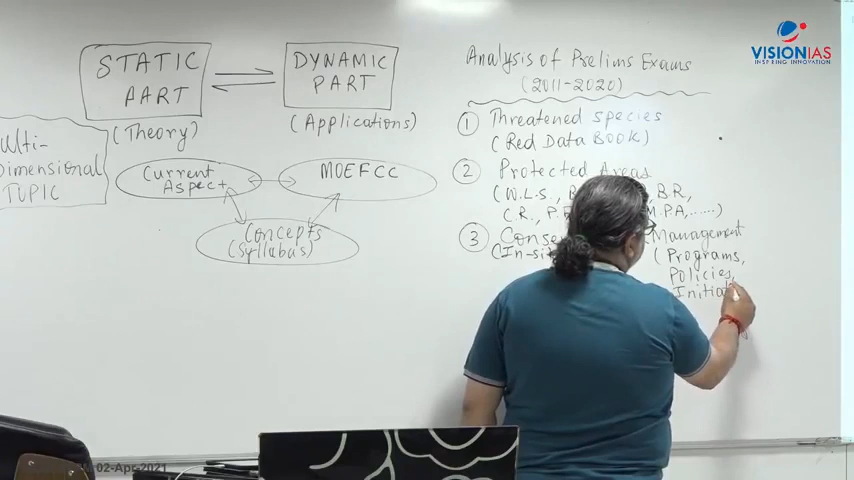 STATIC
PART
DYNAMIC
PART
(Theory)
(Applications)
Dimensional
TOPIC
Current
Aspect
MOEFCC
Concepts
(Syllabus)
Analysis of Prelims Exams
(2011-2020)
① Threatened species
(Red Data BOOK)
② Protected Areas
(W.L.S., B.R,
(C.R., M.PA,......)
③ Management
(In-si (Programs,
Policies,
VISIONIAS
INSPIRING INNOVATION
02-Apr-2021